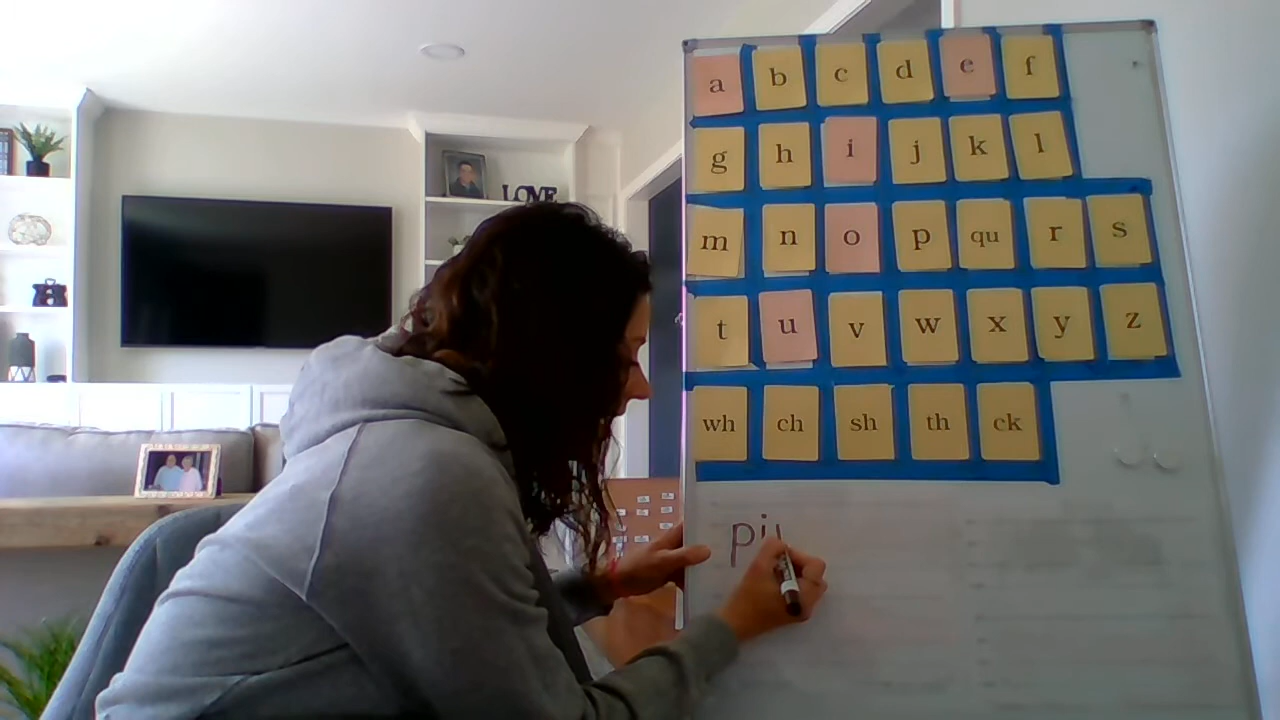 a b c d e f
g h i j k l
LOVE
m n o p qu r s
t u v w x y z
wh ch sh th ck
pi